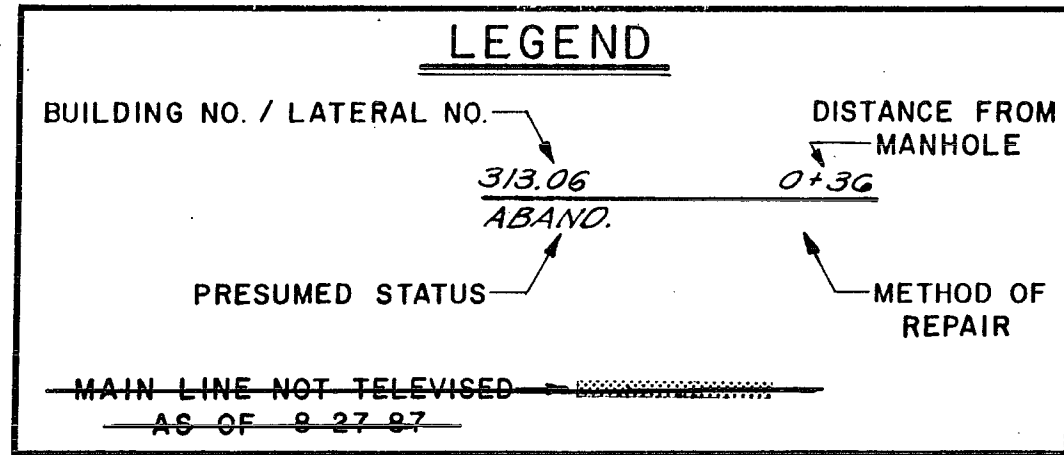 LEGEND
BUILDING NO. / LATERAL NO.
DISTANCE FROM
MANHOLE
313.06 0+36
ABAND.
PRESUMED STATUS
METHOD OF
REPAIR
MAIN LINE NOT TELEVISED
AS OF 8-27-87